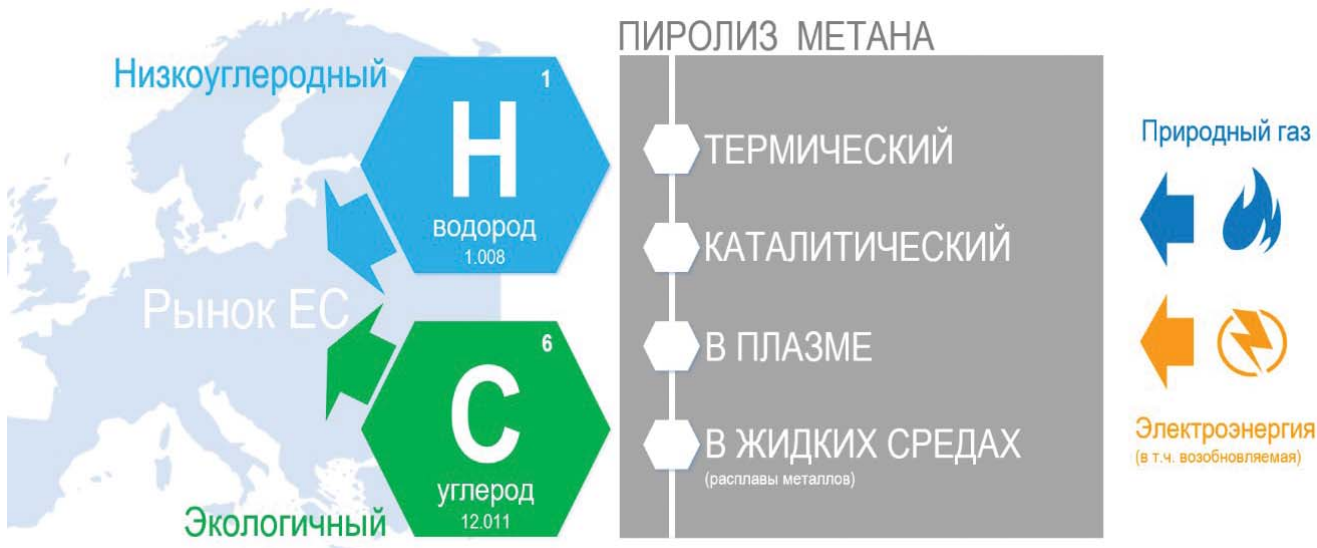 ПИРОЛИЗ МЕТАНА
Низкоуглеродный
1
H
водород
1.008
Рынок ЕС
6
C
углерод
12.011
Экологичный
ТЕРМИЧЕСКИЙ
КАТАЛИТИЧЕСКИЙ
В ПЛАЗМЕ
В ЖИДКИХ СРЕДАХ
(расплавы металлов)
Природный газ
Электроэнергия
(в т.ч. возобновляемая)